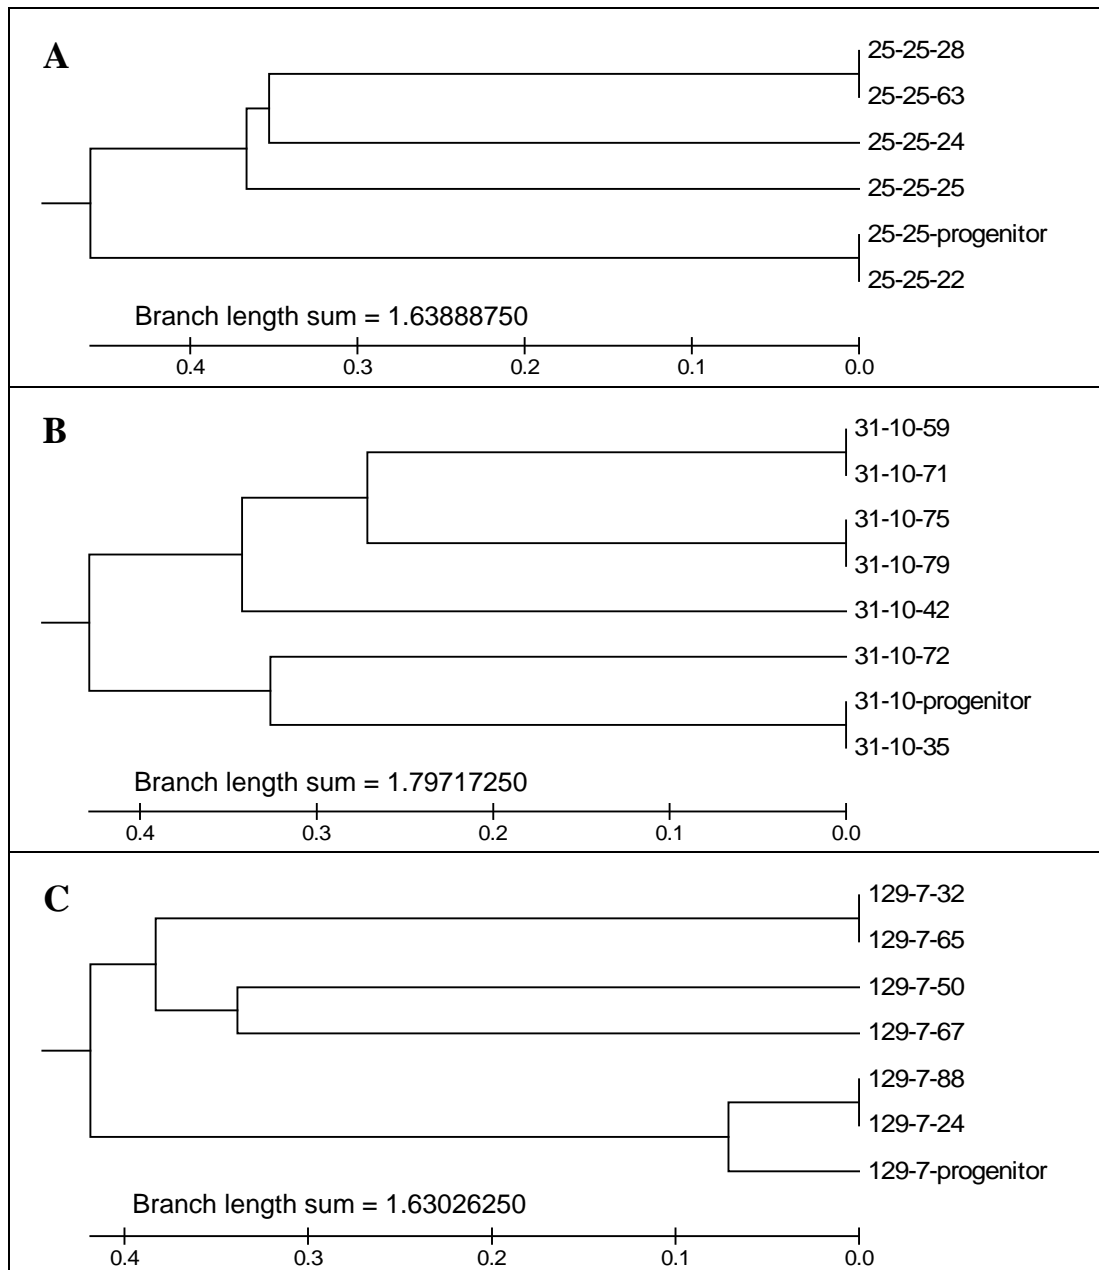 A
25-25-28
25-25-63
25-25-24
25-25-25
25-25-progenitor
25-25-22
Branch length sum = 1.63888750
0.4 0.3 0.2 0.1 0.0
B
31-10-59
31-10-71
31-10-75
31-10-79
31-10-42
31-10-72
31-10-progenitor
31-10-35
Branch length sum = 1.79717250
0.4 0.3 0.2 0.1 0.0
C
129-7-32
129-7-65
129-7-50
129-7-67
129-7-88
129-7-24
129-7-progenitor
Branch length sum = 1.63026250
0.4 0.3 0.2 0.1 0.0